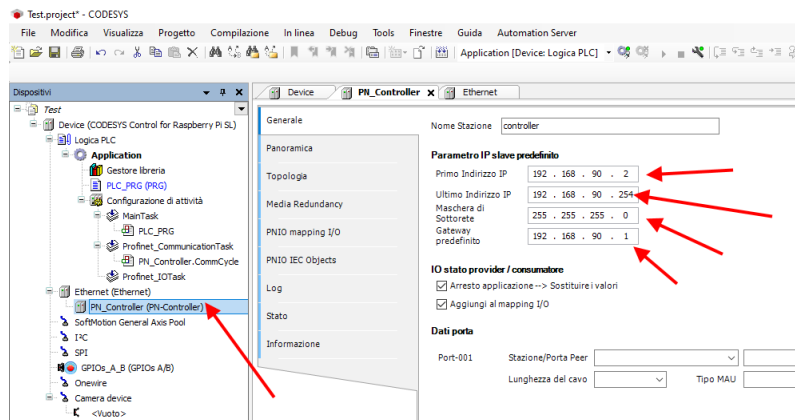 Test.project* - CODESYS
File Modifica Visualizza Progetto Compilazione In linea Debug Tools Finestre Guida Automation Server
Application [Device: Logica PLC]
Dispositivi
Test
Device (CODESYS Control for Raspberry Pi SL)
Logica PLC
Application
Gestore libreria
PLC_PRG (PRG)
Configurazione di attività
MainTask
PLC_PRG
Profinet_CommunicationTask
PN_Controller.CommCycle
Profinet_IOTask
Ethernet (Ethernet)
PN_Controller (PN-Controller)
SoftMotion General Axis Pool
I²C
SPI
GPIOs_A_B (GPIOs A/B)
Onewire
Camera device
<Vuoto>
Device PN_Controller Ethernet
Generale
Panoramica
Topologia
Media Redundancy
PNIO mapping I/O
PNIO IEC Objects
Log
Stato
Informazione
Nome Stazione controller
Parametro IP slave predefinito
Primo Indirizzo IP 192 . 168 . 90 . 2
Ultimo Indirizzo IP 192 . 168 . 90 . 254
Maschera di
Sottorete 255 . 255 . 255 . 0
Gateway
predefinito 192 . 168 . 90 . 1
IO stato provider / consumatore
Arresto applicazione --> Sostituire i valori
Aggiungi al mapping I/O
Dati porta
Port-001 Stazione/Porta Peer
Lunghezza del cavo Tipo MAU